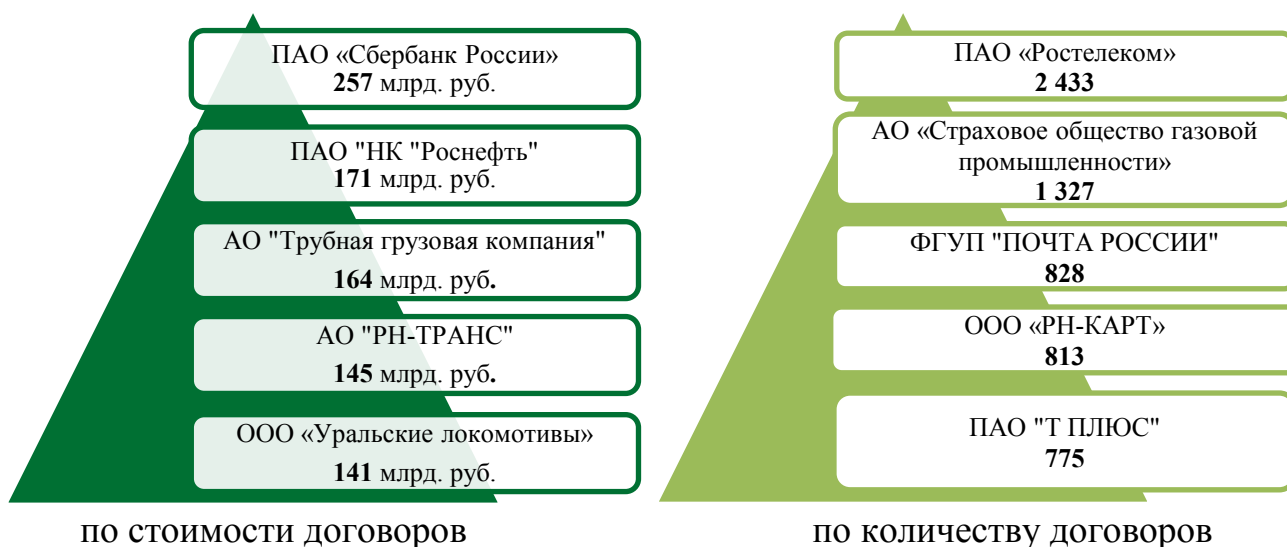 ПАО «Сбербанк России»
257 млрд. руб.
ПАО "НК "Роснефть"
171 млрд. руб.
АО "Трубная грузовая компания"
164 млрд. руб.
АО "РН-ТРАНС"
145 млрд. руб.
ООО «Уральские локомотивы»
141 млрд. руб.
по стоимости договоров
ПАО «Ростелеком»
2 433
АО «Страховое общество газовой
промышленности»
1 327
ФГУП "ПОЧТА РОССИИ"
828
ООО «РН-КАРТ»
813
ПАО "Т ПЛЮС"
775
по количеству договоров